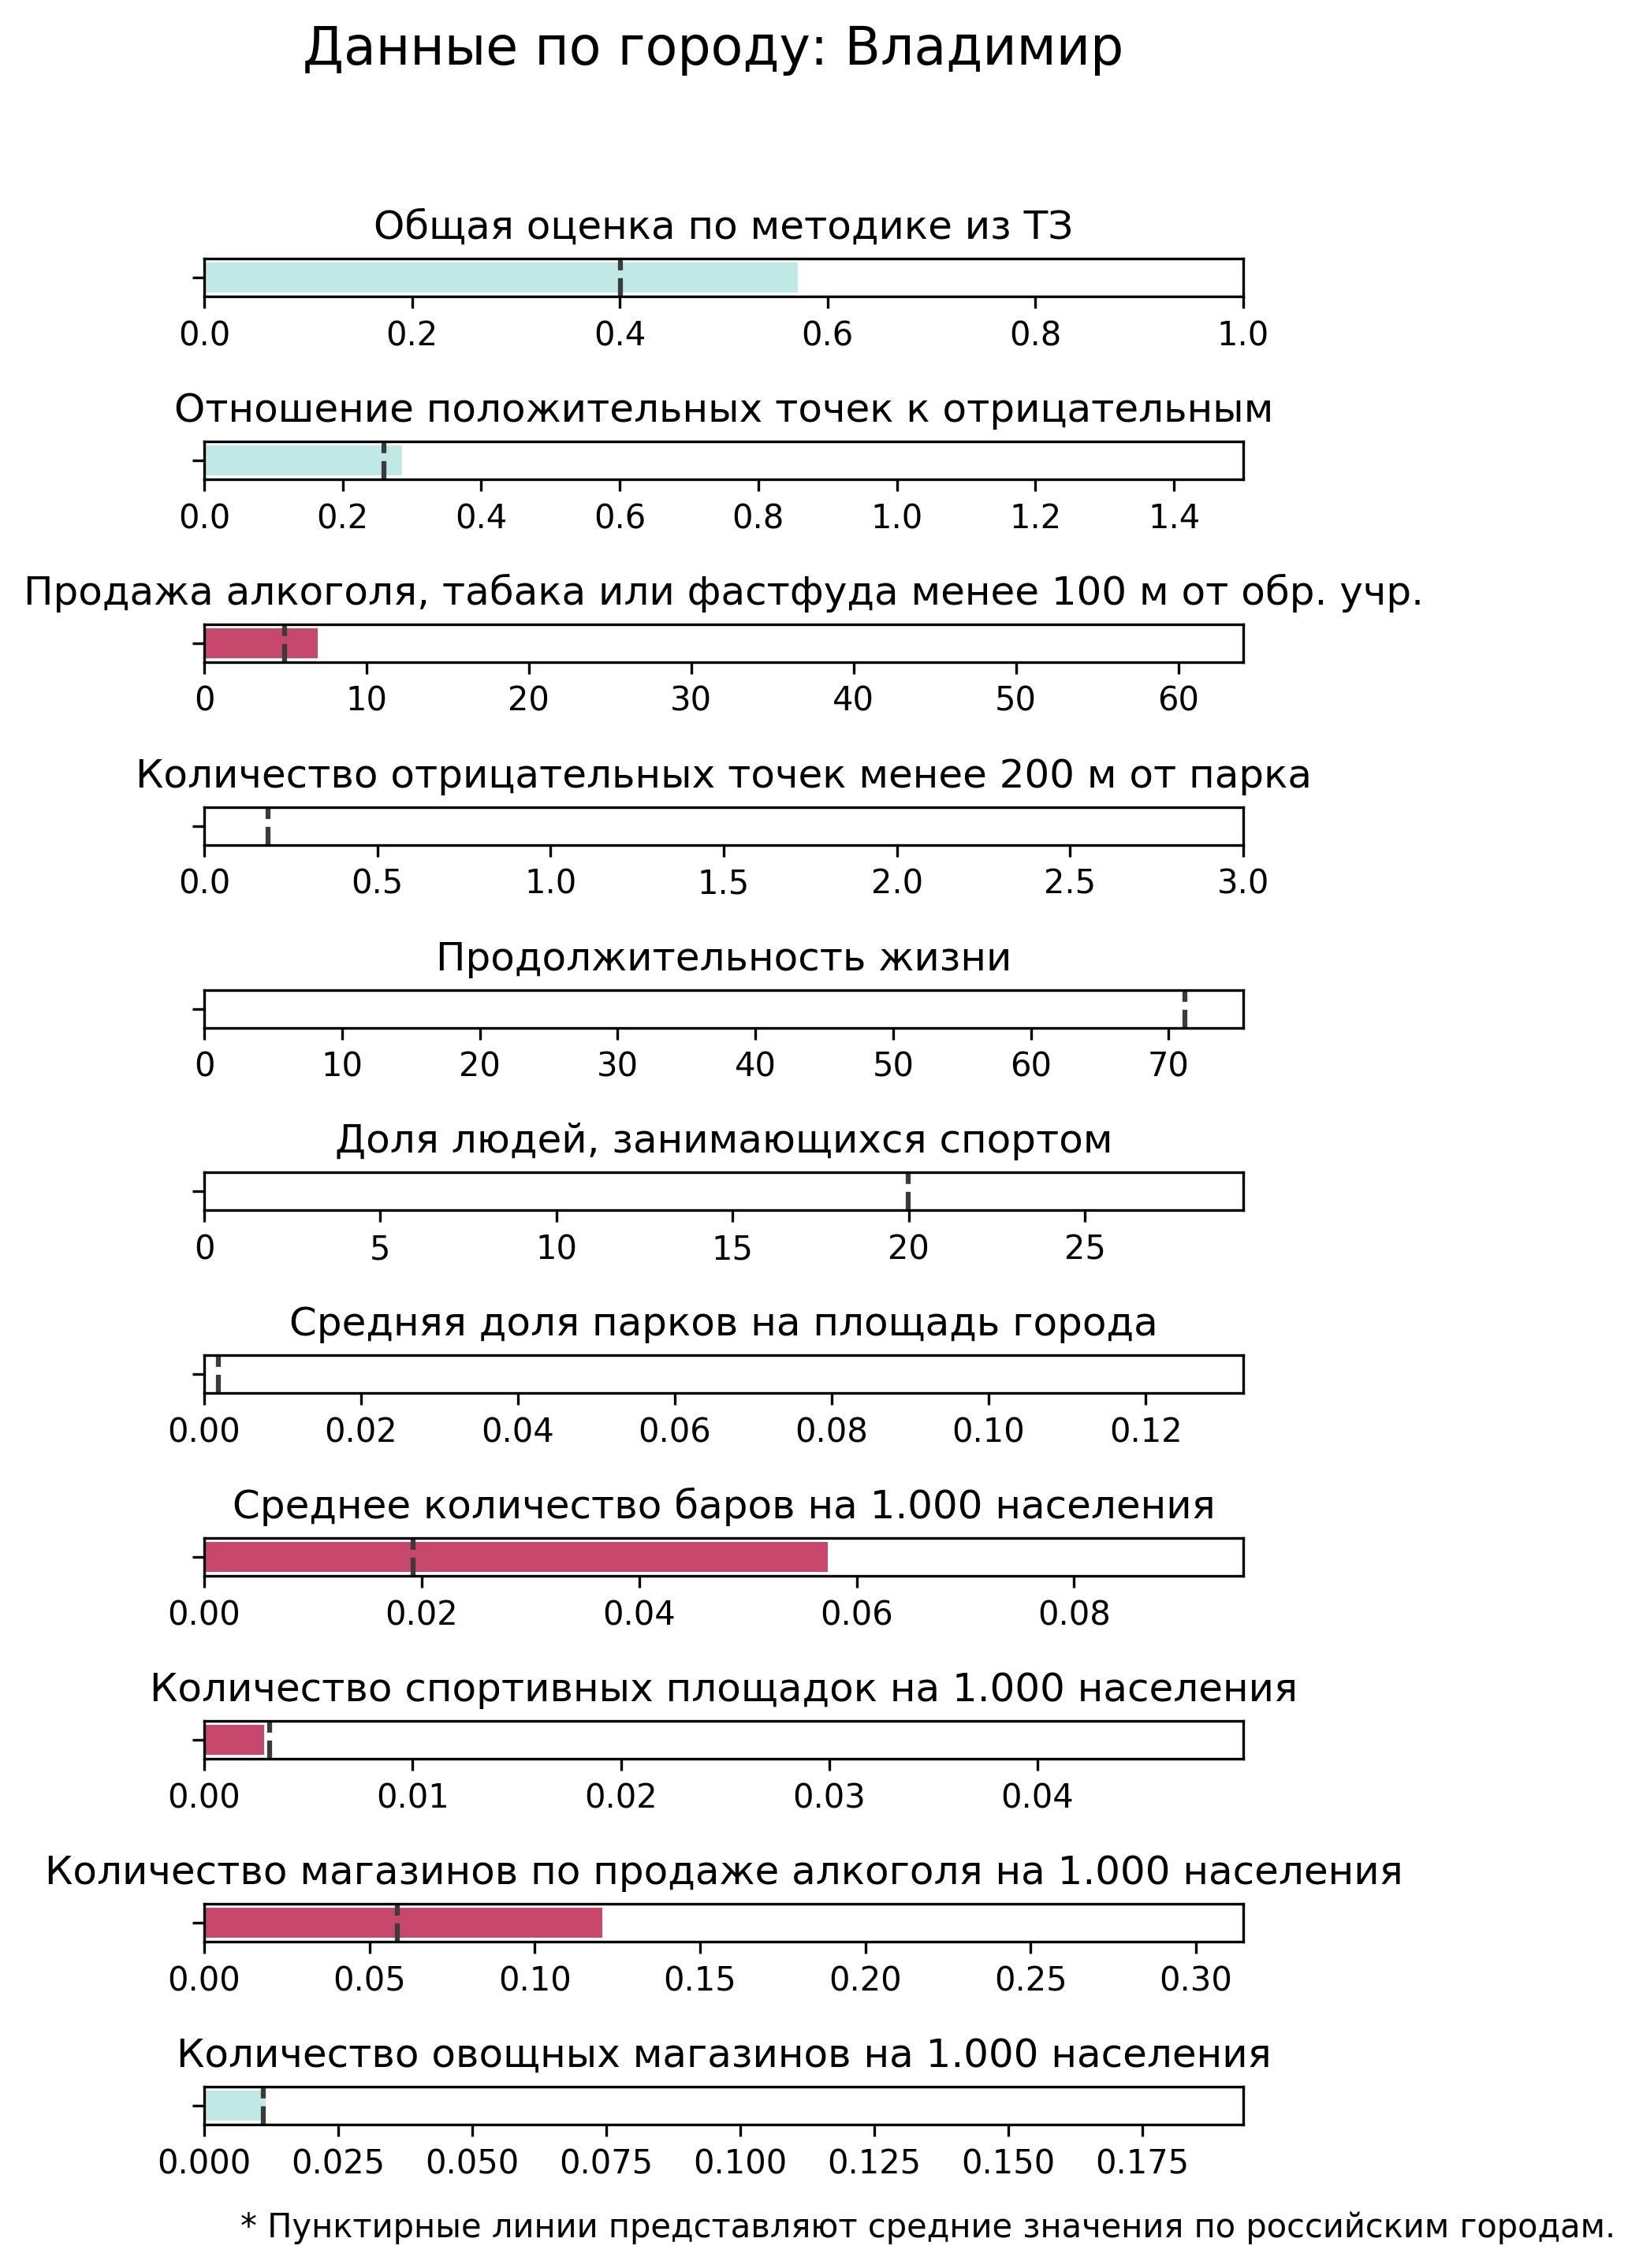 Данные по городу: Владимир
Общая оценка по методике из ТЗ
0.0 0.2 0.4 0.6 0.8 1.0
Отношение положительных точек к отрицательным
0.0 0.2 0.4 0.6 0.8 1.0 1.2 1.4
Продажа алкоголя, табака или фастфуда менее 100 м от обр. учр.
0 10 20 30 40 50 60
Количество отрицательных точек менее 200 м от парка
0.0 0.5 1.0 1.5 2.0 2.5 3.0
Продолжительность жизни
0 10 20 30 40 50 60 70
Доля людей, занимающихся спортом
0 5 10 15 20 25
Средняя доля парков на площадь города
0.00 0.02 0.04 0.06 0.08 0.10 0.12
Среднее количество баров на 1.000 населения
0.00 0.02 0.04 0.06 0.08
Количество спортивных площадок на 1.000 населения
0.00 0.01 0.02 0.03 0.04
Количество магазинов по продаже алкоголя на 1.000 населения
0.00 0.05 0.10 0.15 0.20 0.25 0.30
Количество овощных магазинов на 1.000 населения
0.000 0.025 0.050 0.075 0.100 0.125 0.150 0.175
* Пунктирные линии представляют средние значения по российским городам.